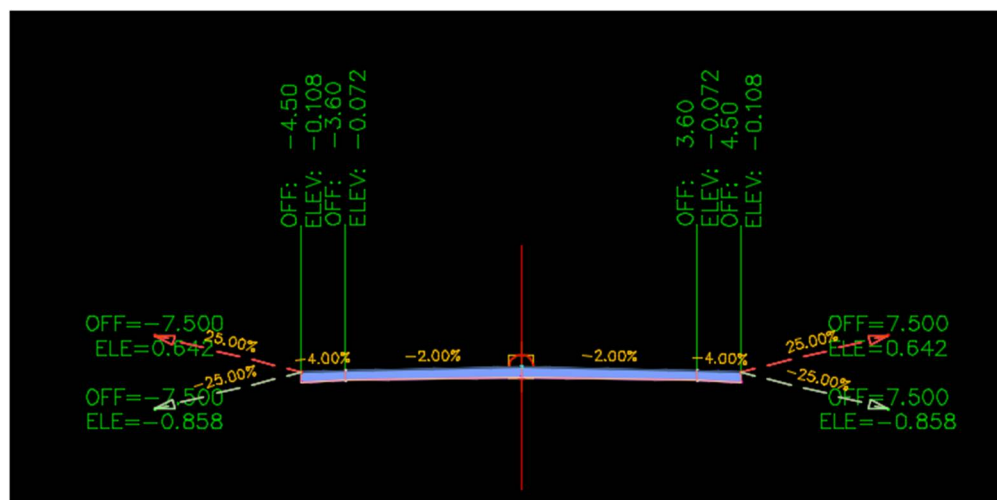 OFF: -4.50
ELEV: -0.108
OFF: -3.60
ELEV: -0.072
OFF: 3.60
ELEV: -0.072
OFF: 4.50
ELEV: -0.108
OFF=-7.500
ELE=0.642
25.00%
-4.00%
-2.00%
-2.00%
-4.00%
25.00%
OFF=7.500
ELE=0.642
-25.00%
OFF=-7.500
ELE=-0.858
-25.00%
OFF=7.500
ELE=-0.858